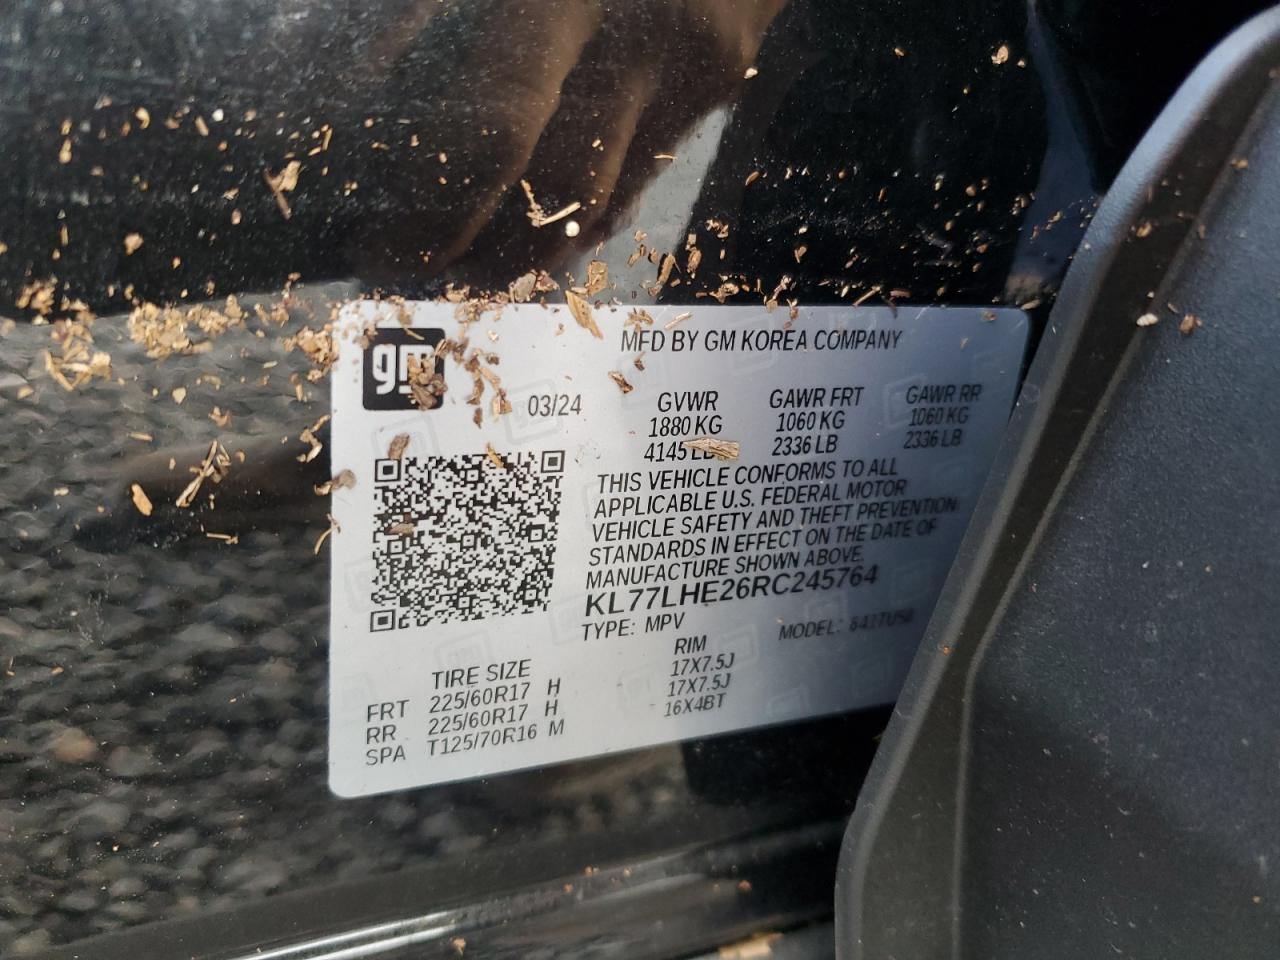 gm
MFD BY GM KOREA COMPANY
03/24
GVWR
1880 KG
4145 LB
GAWR FRT
1060 KG
2336 LB
GAWR RR
1060 KG
2336 LB
THIS VEHICLE CONFORMS TO ALL
APPLICABLE U.S. FEDERAL MOTOR
VEHICLE SAFETY AND THEFT PREVENTION
STANDARDS IN EFFECT ON THE DATE OF
MANUFACTURE SHOWN ABOVE.
KL77LHE26RC245764
TYPE: MPV
MODEL:
TIRE SIZE
RIM
FRT 225/60R17 H 17X7.5J
RR 225/60R17 H 17X7.5J
SPA T125/70R16 M 16X4BT